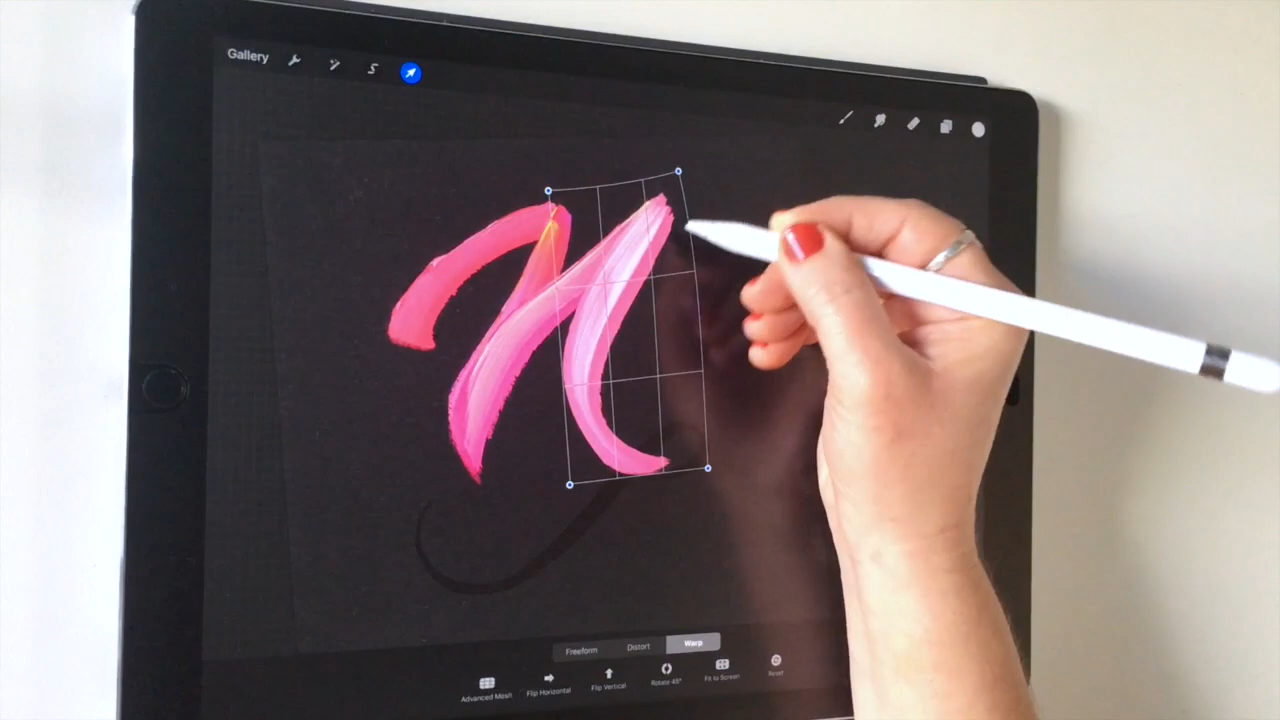 Gallery
Freeform Distort Warp
Advanced Mesh Flip Horizontal Flip Vertical Rotate 45° Fit to Screen Reset